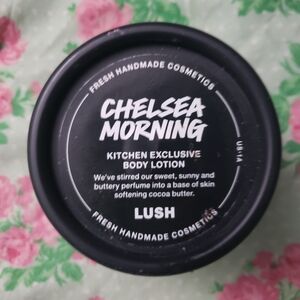 FRESH HANDMADE COSMETICS
CHELSEA
MORNING
KITCHEN EXCLUSIVE
BODY LOTION
We've stirred our sweet, sunny and
buttery perfume into a base of skin
softening cocoa butter.
LUSH
FRESH HANDMADE COSMETICS